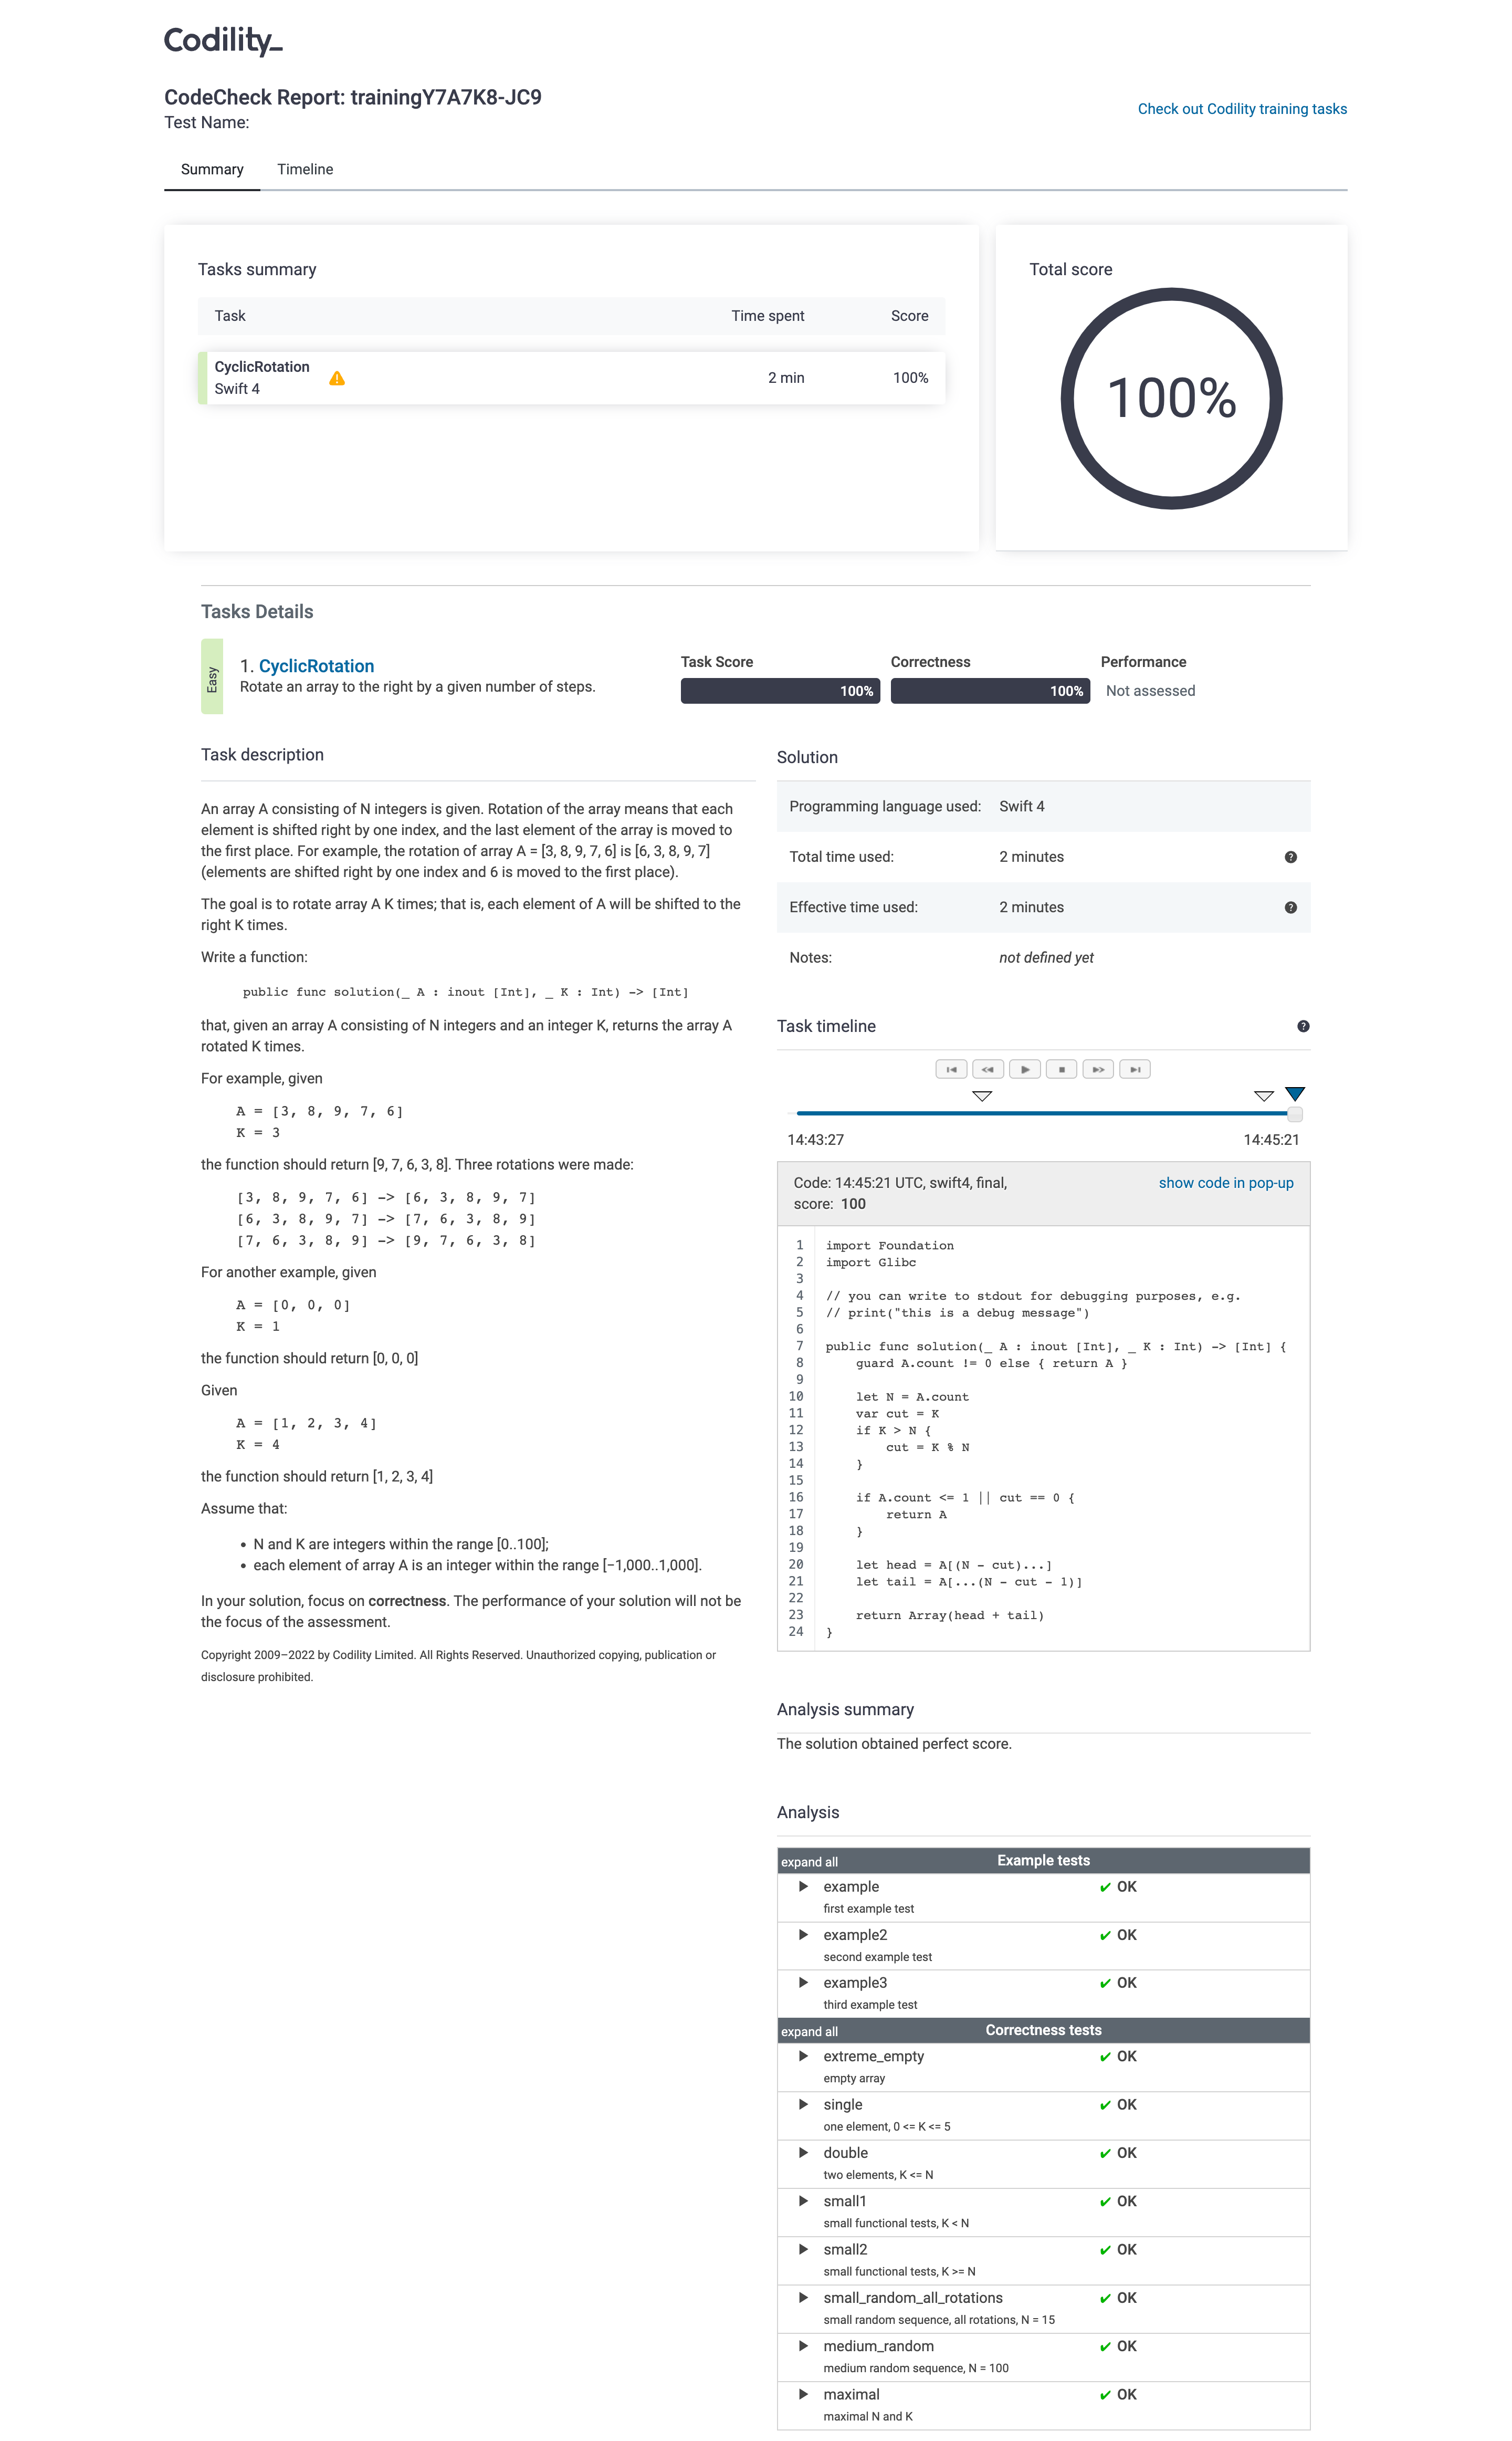 Codility_
CodeCheck Report: trainingY7A7K8-JC9
Test Name:
Check out Codility training tasks
Summary
Timeline
Tasks summary
Task
Time spent
Score
CyclicRotation
Swift 4
2 min
100%
Total score
100%
Tasks Details
Easy
1. CyclicRotation
Rotate an array to the right by a given number of steps.
Task Score
100%
Correctness
100%
Performance
Not assessed
Task description
An array A consisting of N integers is given. Rotation of the array means that each
element is shifted right by one index, and the last element of the array is moved to
the first place. For example, the rotation of array A = [3, 8, 9, 7, 6] is [6, 3, 8, 9, 7]
(elements are shifted right by one index and 6 is moved to the first place).
The goal is to rotate array A K times; that is, each element of A will be shifted to the
right K times.
Write a function:
public func solution(_ A : inout [Int], _ K : Int) -> [Int]
that, given an array A consisting of N integers and an integer K, returns the array A
rotated K times.
For example, given
A = [3, 8, 9, 7, 6]
K = 3
the function should return [9, 7, 6, 3, 8]. Three rotations were made:
[3, 8, 9, 7, 6] -> [6, 3, 8, 9, 7]
[6, 3, 8, 9, 7] -> [7, 6, 3, 8, 9]
[7, 6, 3, 8, 9] -> [9, 7, 6, 3, 8]
For another example, given
A = [0, 0, 0]
K = 1
the function should return [0, 0, 0]
Given
A = [1, 2, 3, 4]
K = 4
the function should return [1, 2, 3, 4]
Assume that:
• N and K are integers within the range [0..100];
• each element of array A is an integer within the range [−1,000..1,000].
In your solution, focus on correctness. The performance of your solution will not be
the focus of the assessment.
Copyright 2009–2022 by Codility Limited. All Rights Reserved. Unauthorized copying, publication or
disclosure prohibited.
Solution
Programming language used: Swift 4
Total time used: 2 minutes ?
Effective time used: 2 minutes ?
Notes: not defined yet
Task timeline ?
14:43:27
14:45:21
Code: 14:45:21 UTC, swift4, final,
score: 100
show code in pop-up
1 import Foundation
2 import Glibc
3
4 // you can write to stdout for debugging purposes, e.g.
5 // print("this is a debug message")
6
7 public func solution(_ A : inout [Int], _ K : Int) -> [Int] {
8     guard A.count != 0 else { return A }
9
10     let N = A.count
11     var cut = K
12     if K > N {
13         cut = K % N
14     }
15
16     if A.count <= 1 || cut == 0 {
17         return A
18     }
19
20     let head = A[(N - cut)...]
21     let tail = A[...(N - cut - 1)]
22
23     return Array(head + tail)
24 }
Analysis summary
The solution obtained perfect score.
Analysis
expand all Example tests
example ✔ OK
first example test
example2 ✔ OK
second example test
example3 ✔ OK
third example test
expand all Correctness tests
extreme_empty ✔ OK
empty array
single ✔ OK
one element, 0 <= K <= 5
double ✔ OK
two elements, K <= N
small1 ✔ OK
small functional tests, K < N
small2 ✔ OK
small functional tests, K >= N
small_random_all_rotations ✔ OK
small random sequence, all rotations, N = 15
medium_random ✔ OK
medium random sequence, N = 100
maximal ✔ OK
maximal N and K